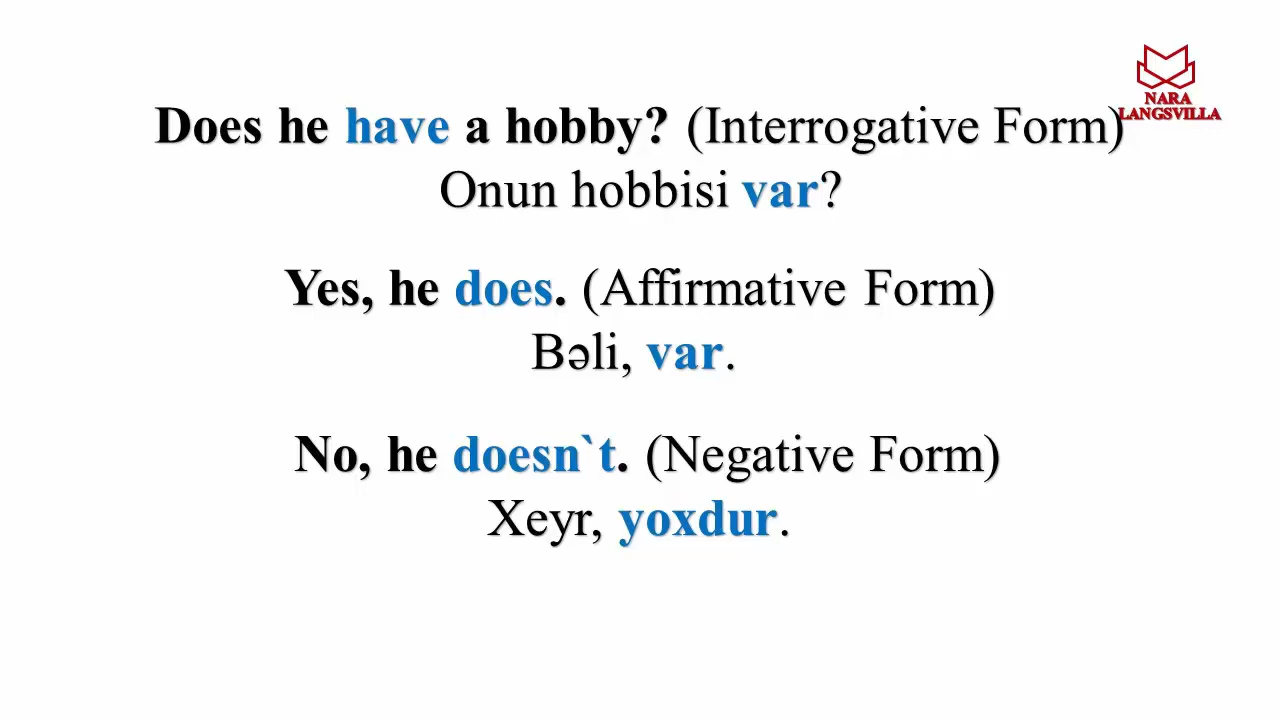 NARA
LANGSVILLA
Does he have a hobby? (Interrogative Form)
Onun hobbisi var?
Yes, he does. (Affirmative Form)
Bəli, var.
No, he doesn`t. (Negative Form)
Xeyr, yoxdur.